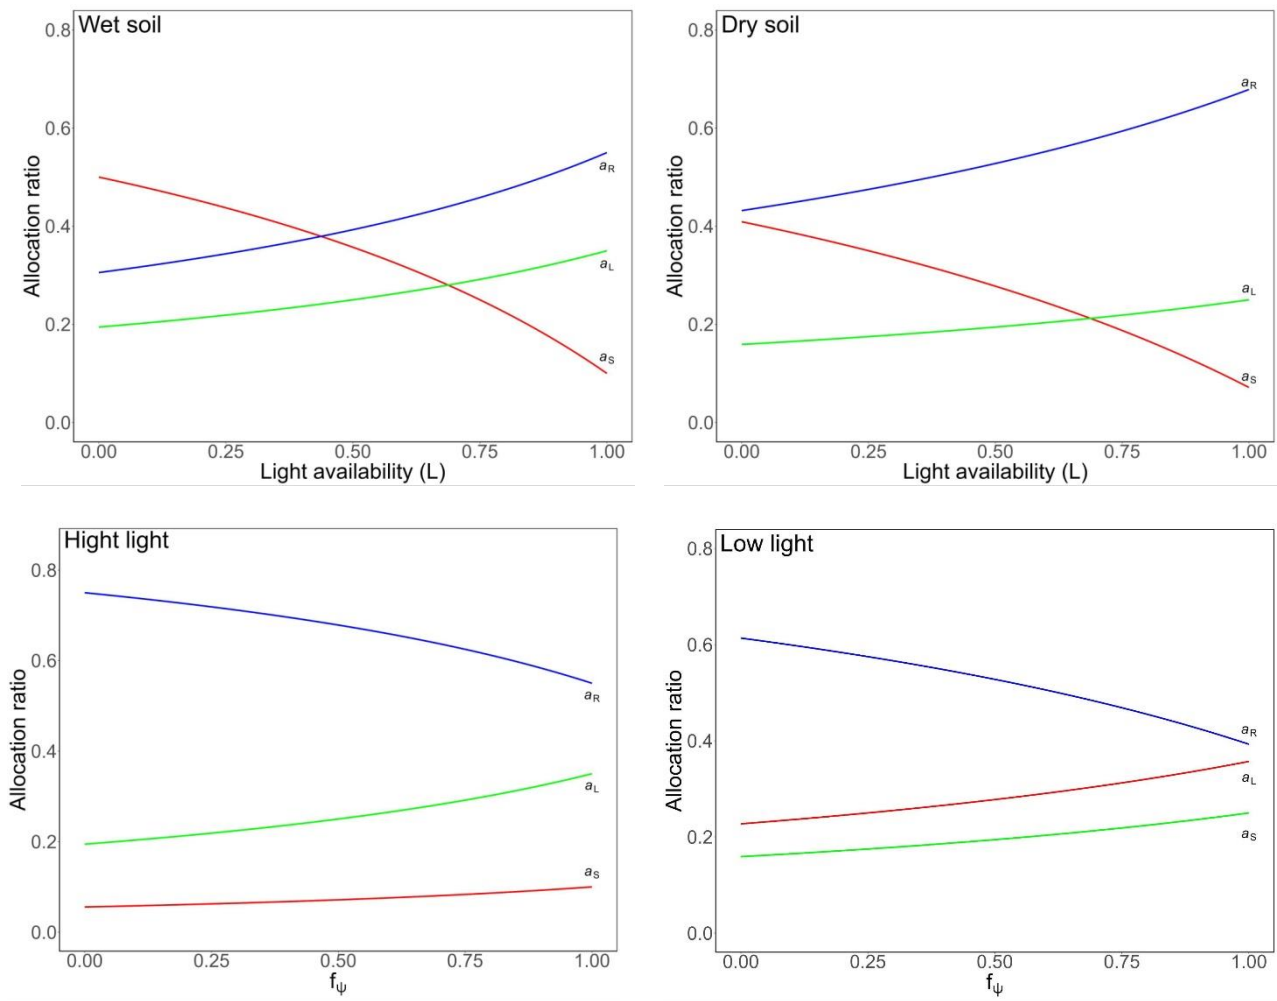 Wet soil
0.8
0.6
0.4
0.2
0.0
Allocation ratio
aR
aL
aS
0.00 0.25 0.50 0.75 1.00
Light availability (L)
Dry soil
0.8
0.6
0.4
0.2
0.0
Allocation ratio
aR
aL
aS
0.00 0.25 0.50 0.75 1.00
Light availability (L)
Hight light
0.8
0.6
0.4
0.2
0.0
Allocation ratio
aR
aL
aS
0.00 0.25 0.50 0.75 1.00
fψ
Low light
0.8
0.6
0.4
0.2
0.0
Allocation ratio
aR
aL
aS
0.00 0.25 0.50 0.75 1.00
fψ